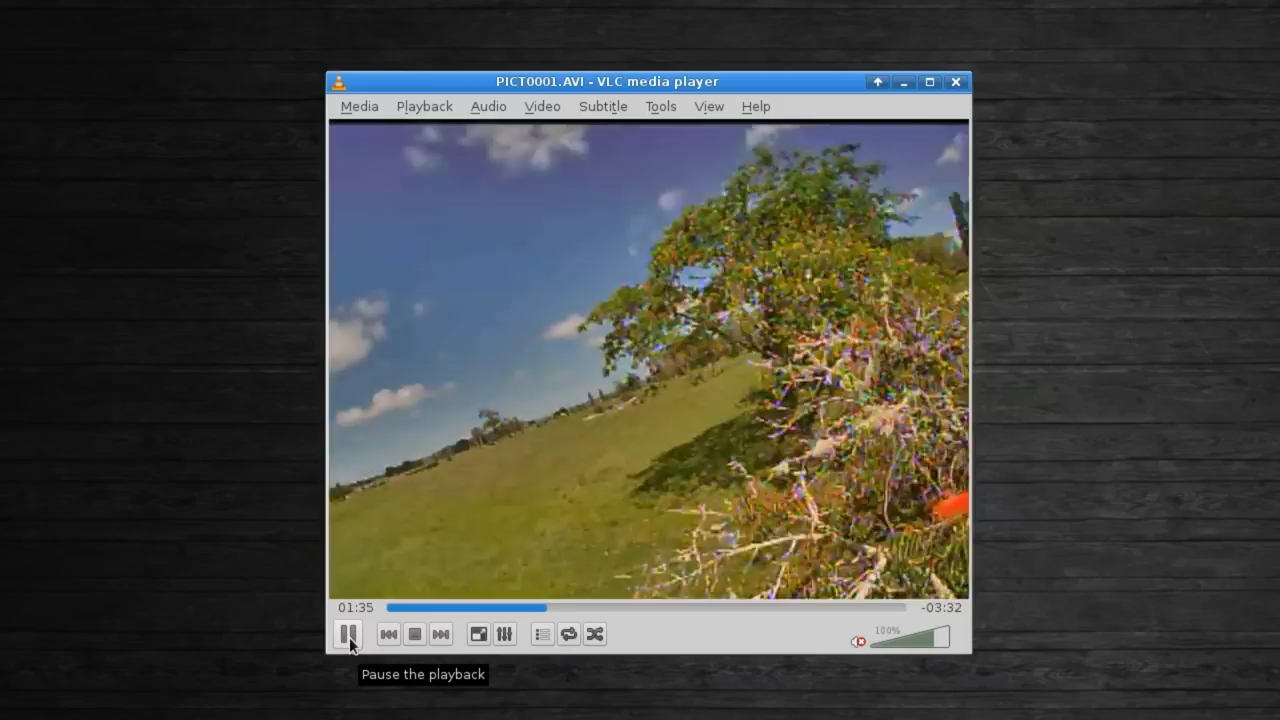 PICT0001.AVI - VLC media player
Media Playback Audio Video Subtitle Tools View Help
01:35 -03:32
100%
Pause the playback